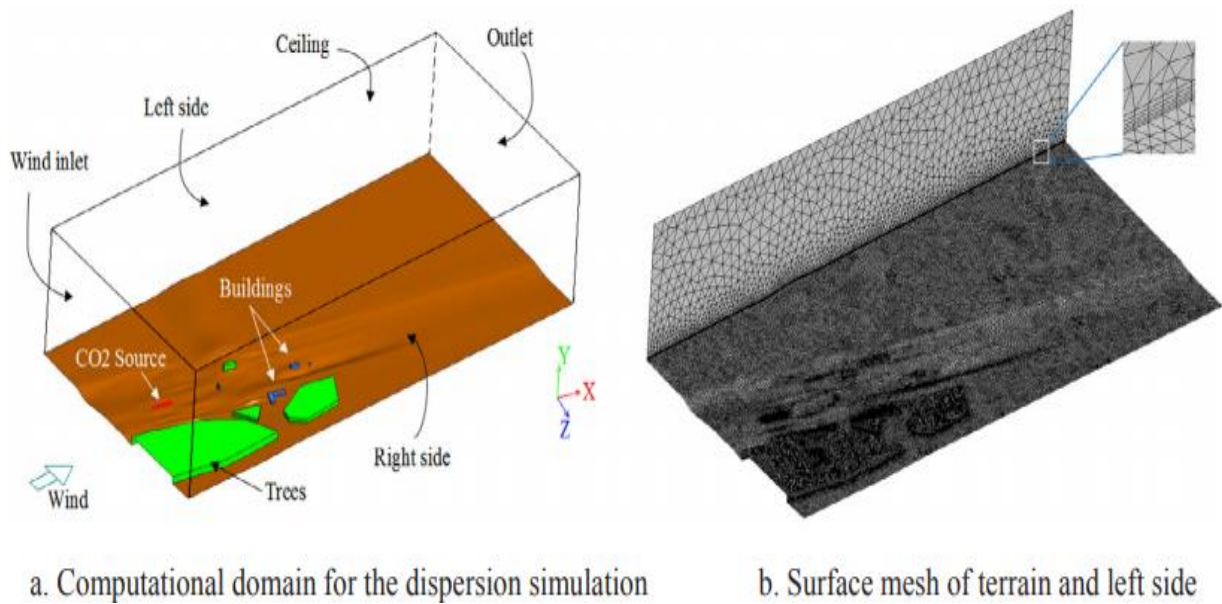 Ceiling
Outlet
Left side
Wind inlet
Buildings
CO2 Source
Y
X
Z
Right side
Trees
Wind
a. Computational domain for the dispersion simulation
b. Surface mesh of terrain and left side